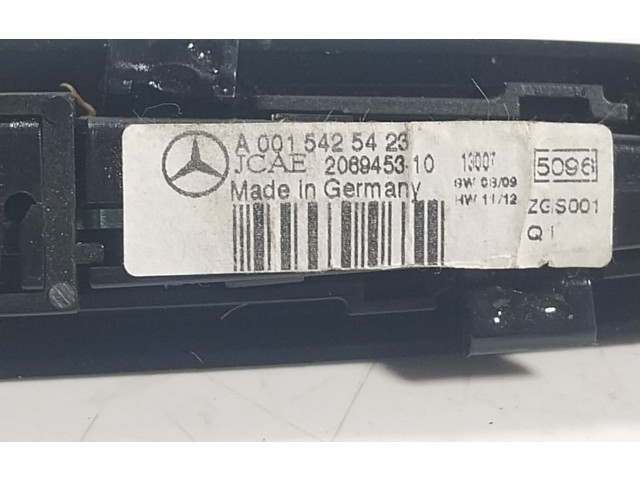 A 001 542 54 23
JCAE 2069453 10 13007 5096
Made in Germany SW 08/09
HW 11/12 ZGS001
Q1